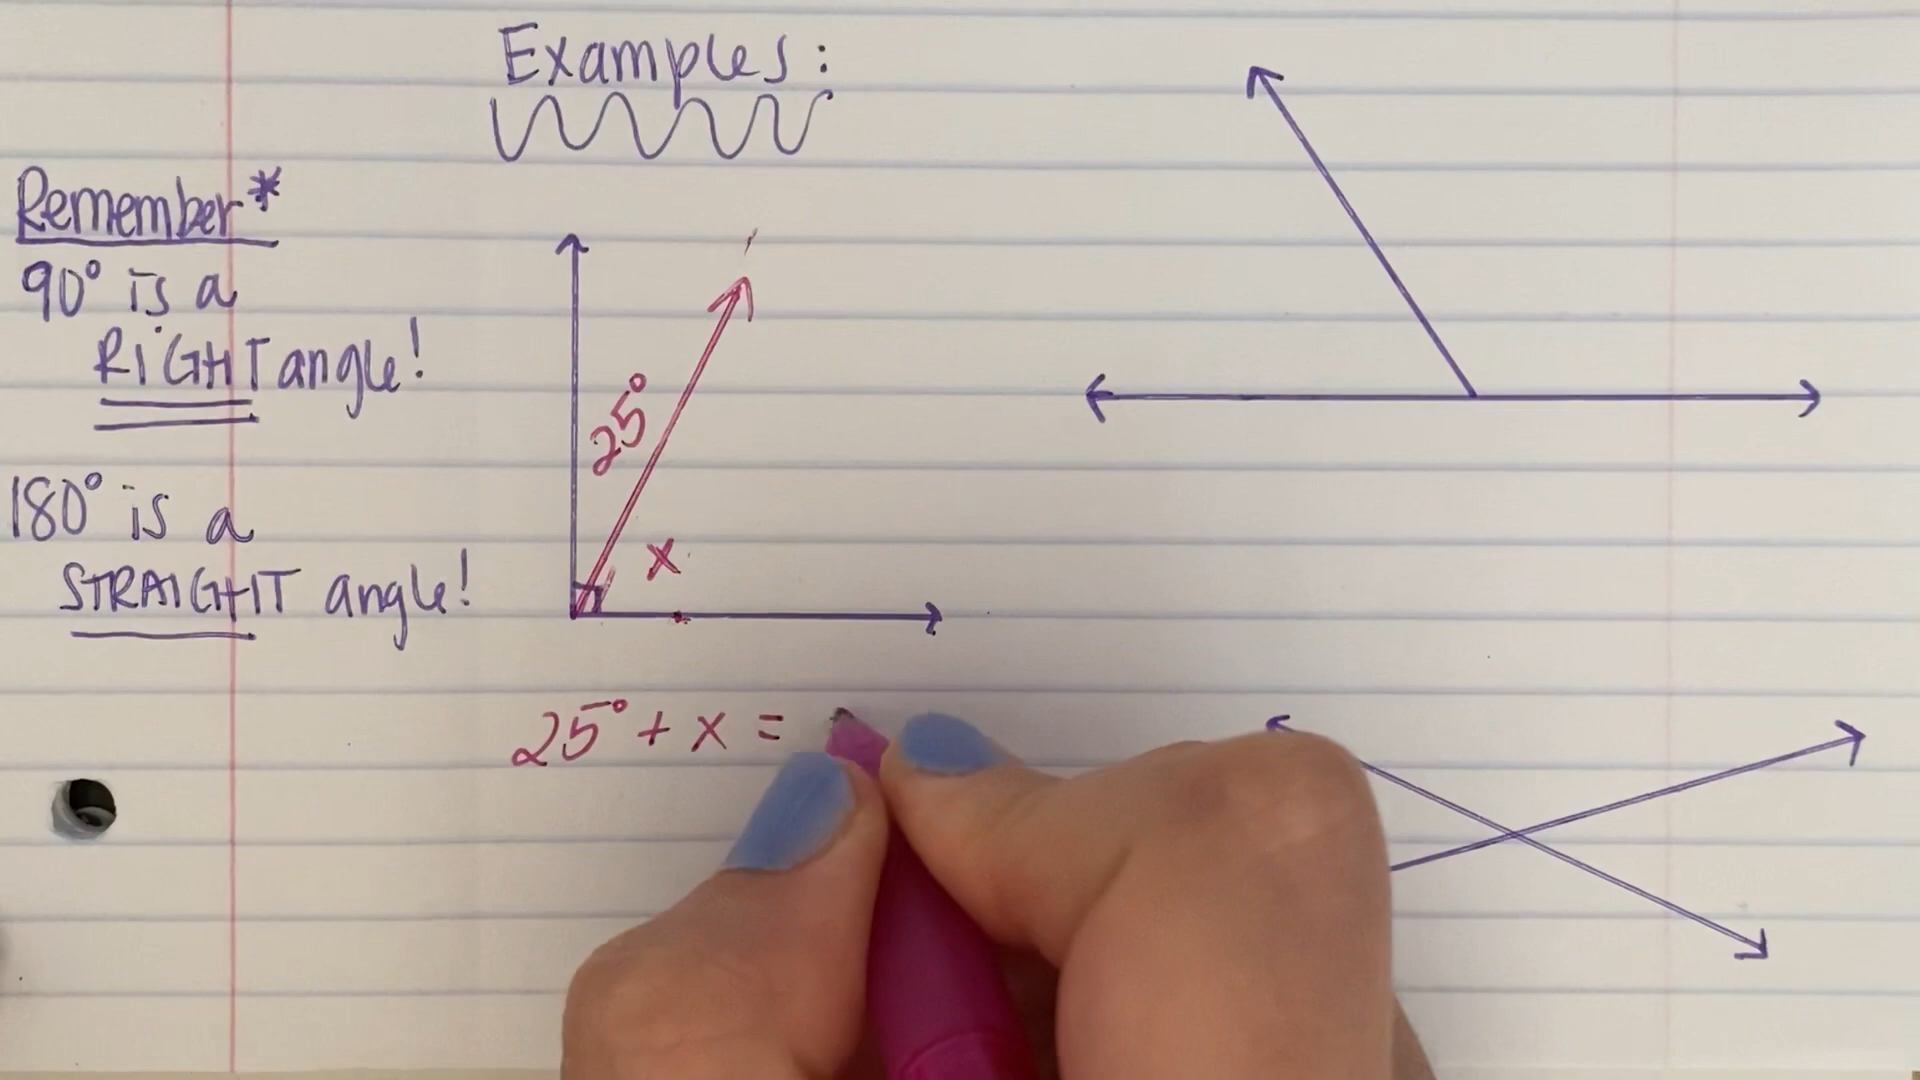 Examples:
Remember*
90° is a
RIGHT angle!
180° is a
STRAIGHT angle!
25°
x
25° + x =